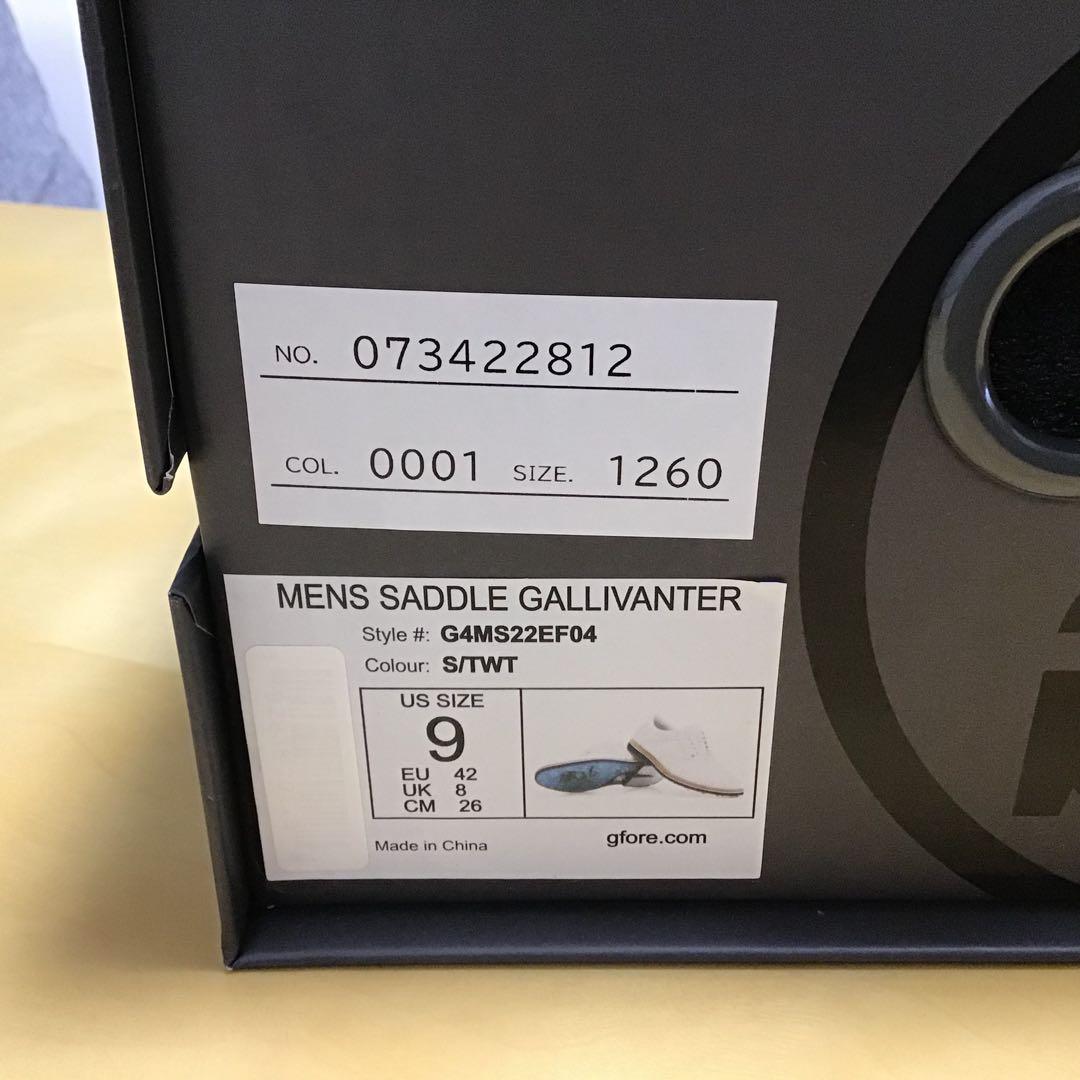 NO. 073422812
COL. 0001 SIZE. 1260
MENS SADDLE GALLIVANTER
Style #: G4MS22EF04
Colour: S/TWT
US SIZE
9
EU 42
UK 8
CM 26
Made in China
gfore.com